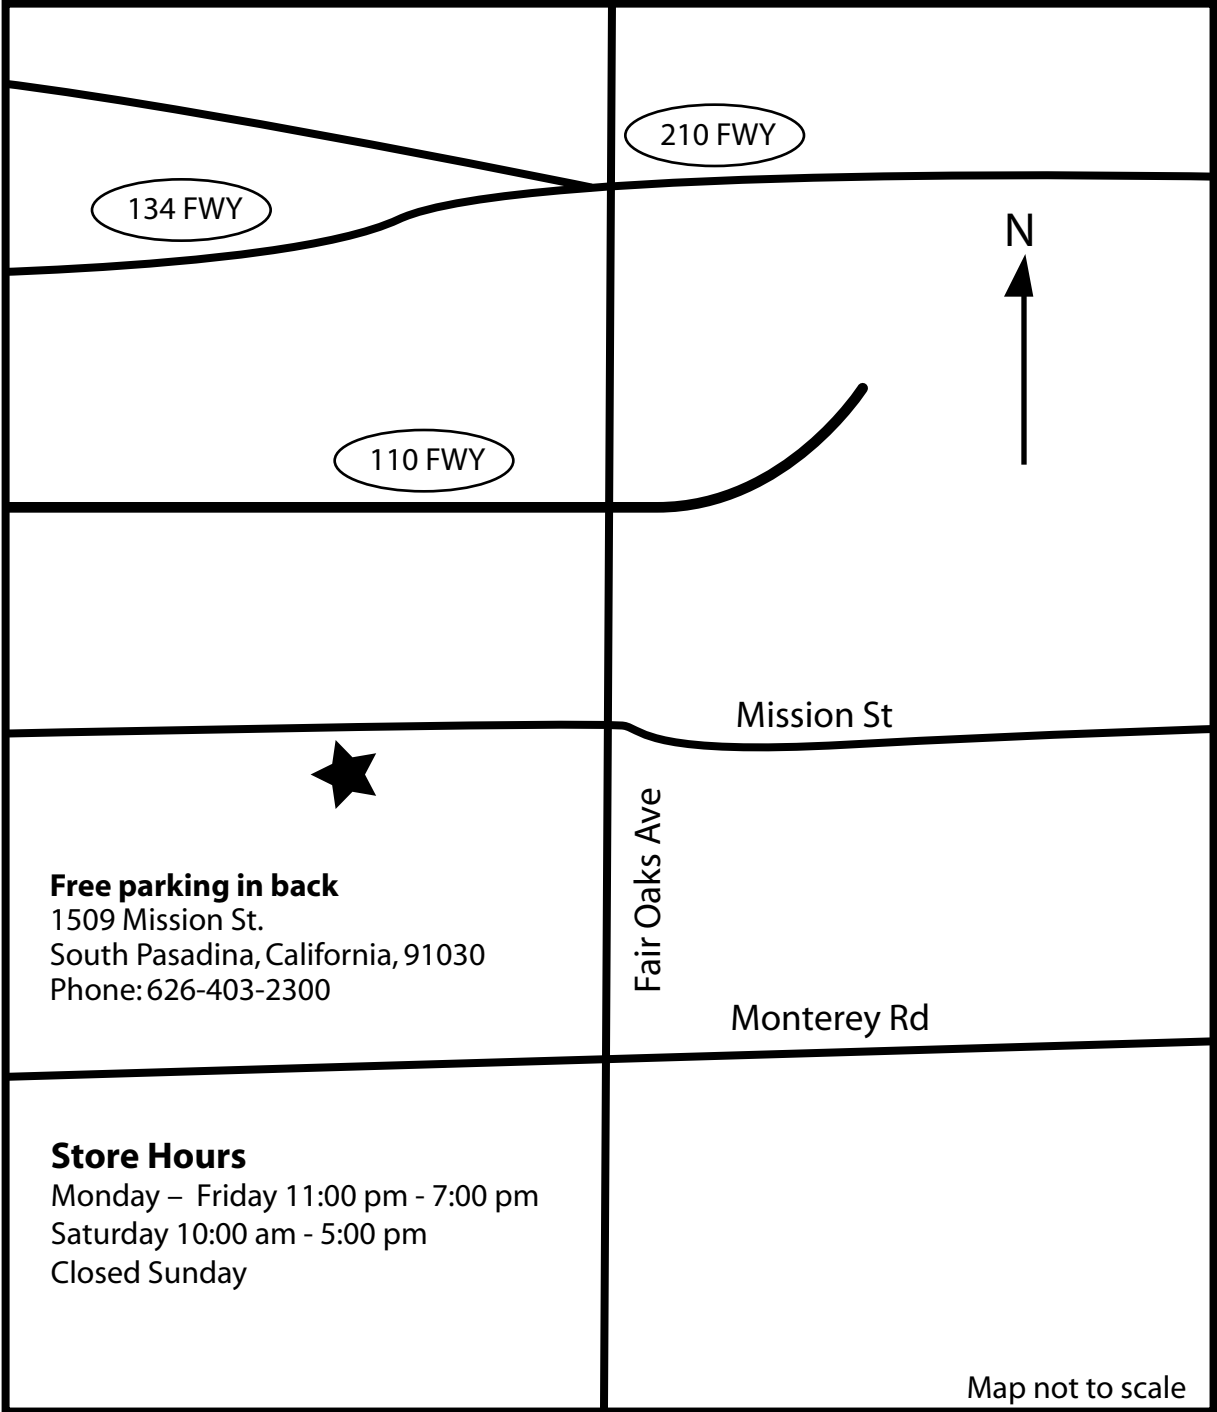 210 FWY
134 FWY
N
110 FWY
Mission St
Fair Oaks Ave
Free parking in back
1509 Mission St.
South Pasadina, California, 91030
Phone: 626-403-2300
Monterey Rd
Store Hours
Monday – Friday 11:00 pm - 7:00 pm
Saturday 10:00 am - 5:00 pm
Closed Sunday
Map not to scale